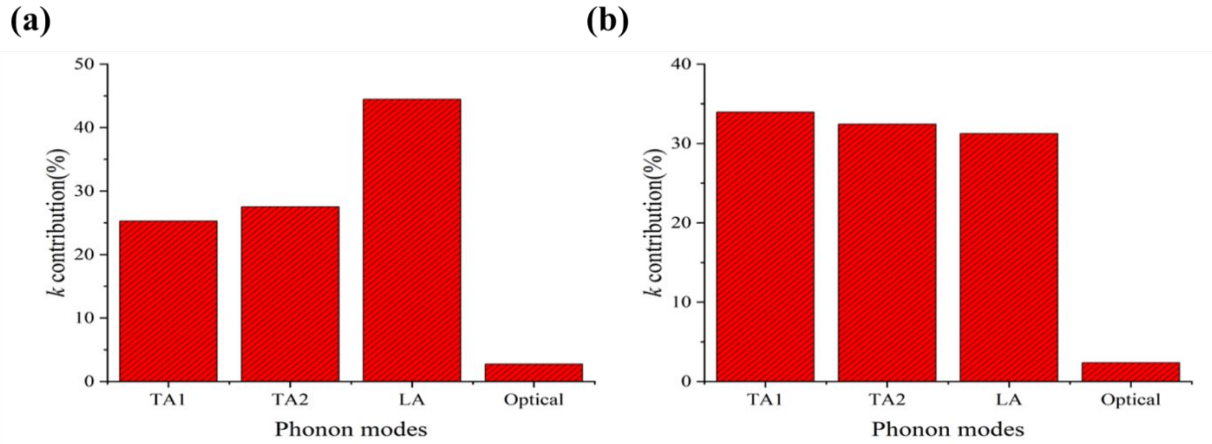 (a)
50
40
30
20
10
0
k contribution(%)
TA1 TA2 LA Optical
Phonon modes
(b)
40
30
20
10
0
k contribution(%)
TA1 TA2 LA Optical
Phonon modes